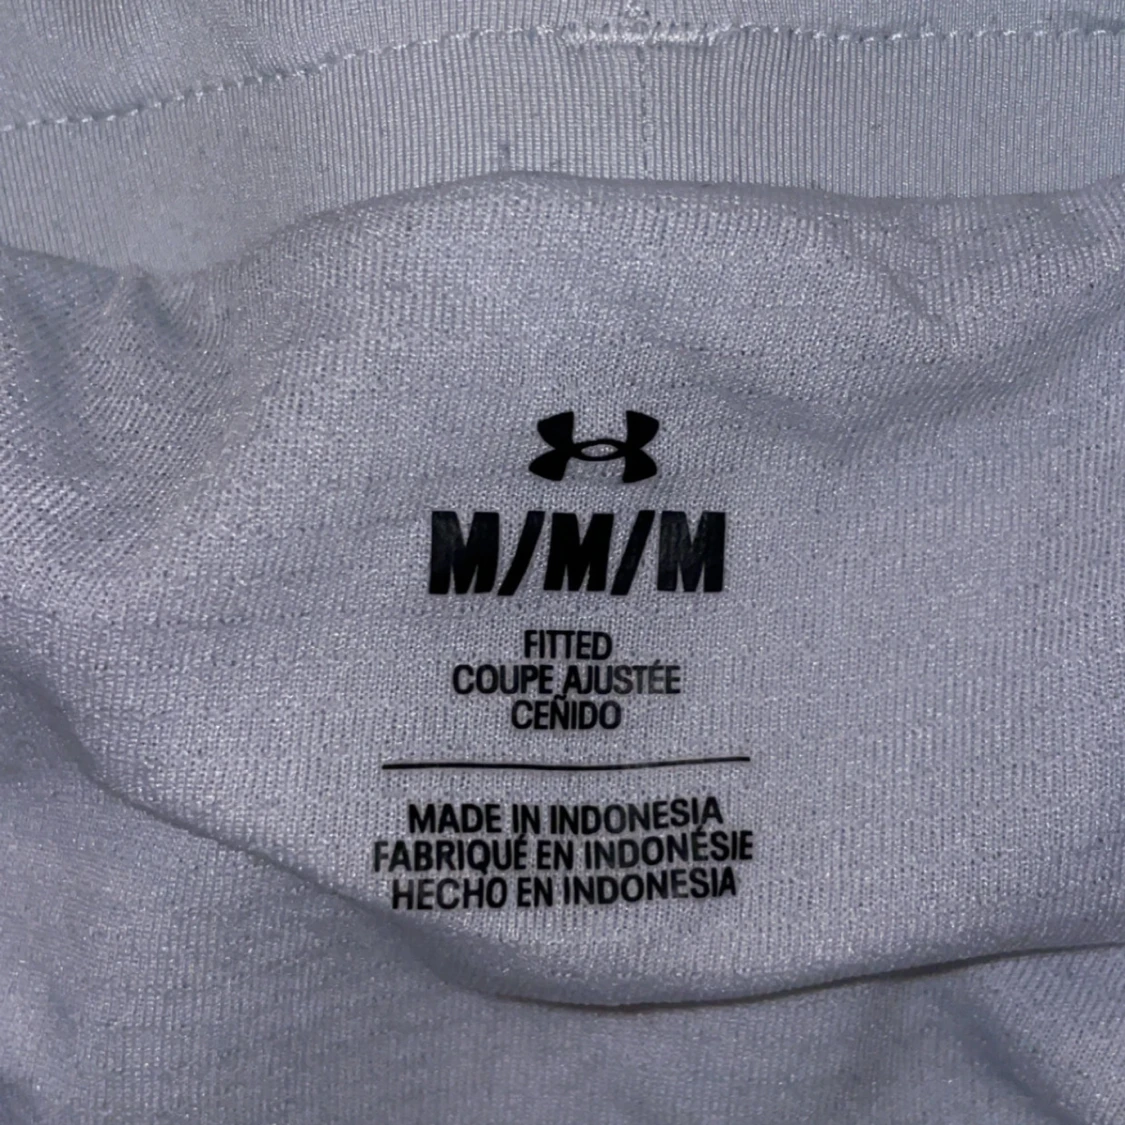 M/M/M
FITTED
COUPE AJUSTÉE
CEÑIDO
MADE IN INDONESIA
FABRIQUÉ EN INDONÉSIE
HECHO EN INDONESIA